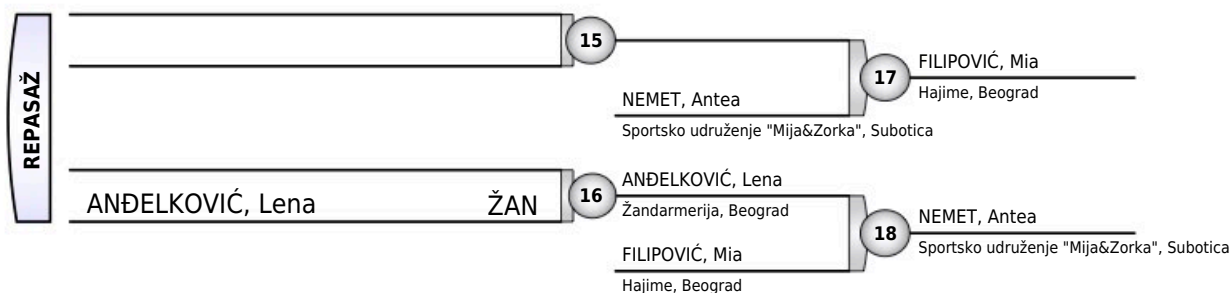 REPASAŽ
15
NEMET, Antea
Sportsko udruženje "Mija&Zorka", Subotica
17
FILIPOVIĆ, Mia
Hajime, Beograd
ANĐELKOVIĆ, Lena ŽAN
16
ANĐELKOVIĆ, Lena
Žandarmerija, Beograd
FILIPOVIĆ, Mia
Hajime, Beograd
18
NEMET, Antea
Sportsko udruženje "Mija&Zorka", Subotica